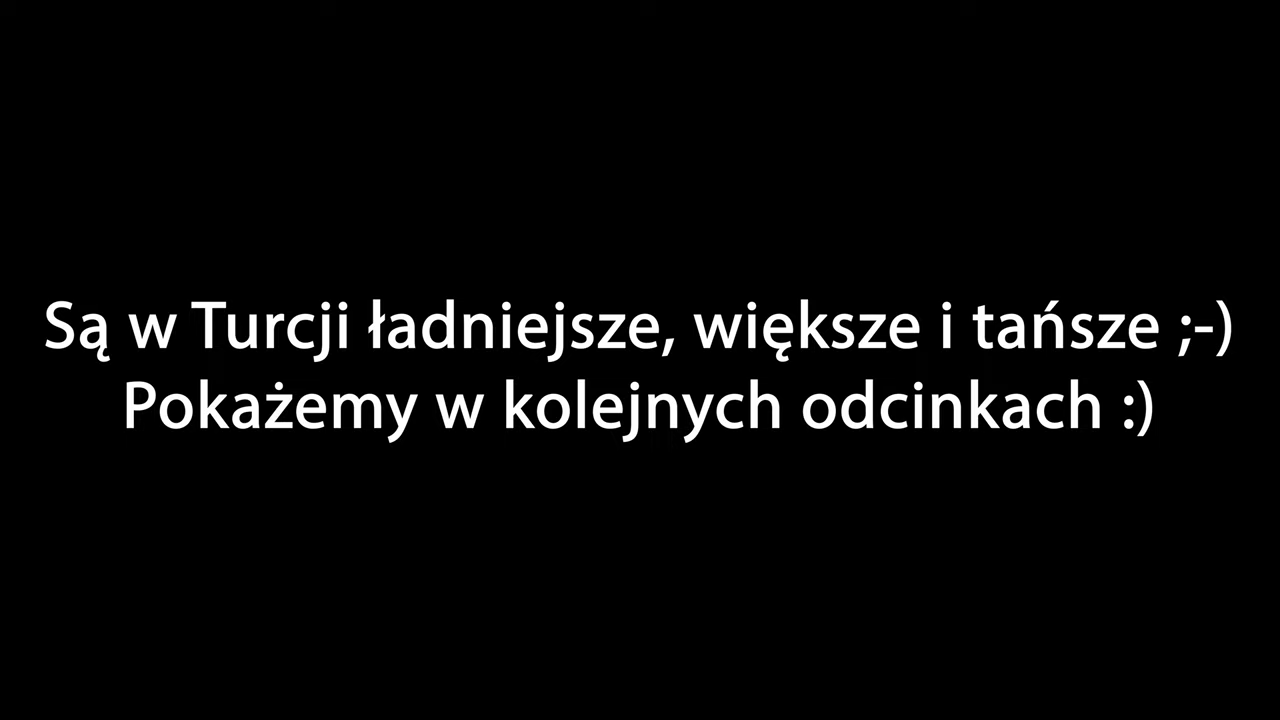 Są w Turcji ładniejsze, większe i tańsze ;-)
Pokażemy w kolejnych odcinkach :)